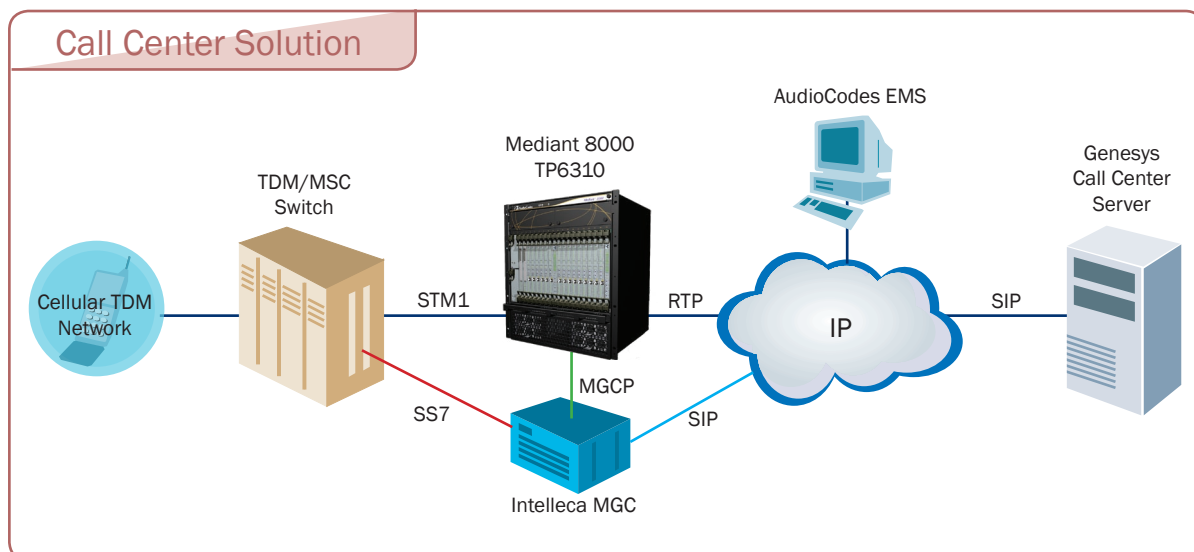 Call Center Solution
AudioCodes EMS
Mediant 8000
TP6310
Genesys
Call Center
Server
TDM/MSC
Switch
Cellular TDM
Network
STM1
RTP
IP
SIP
MGCP
SS7
SIP
Intelleca MGC